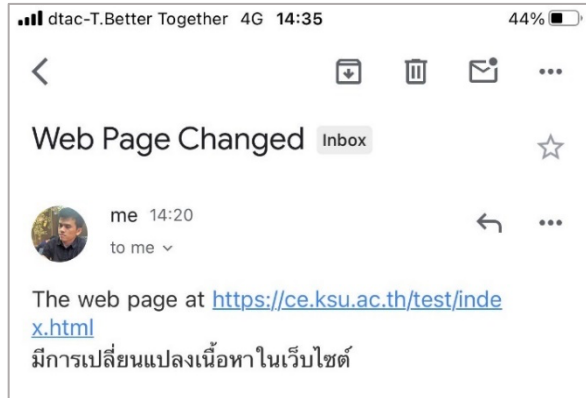 dtac-T.Better Together 4G 14:35 44%
Web Page Changed Inbox
me 14:20
to me
The web page at https://ce.ksu.ac.th/test/inde
x.html
มีการเปลี่ยนแปลงเนื้อหาในเว็บไซต์